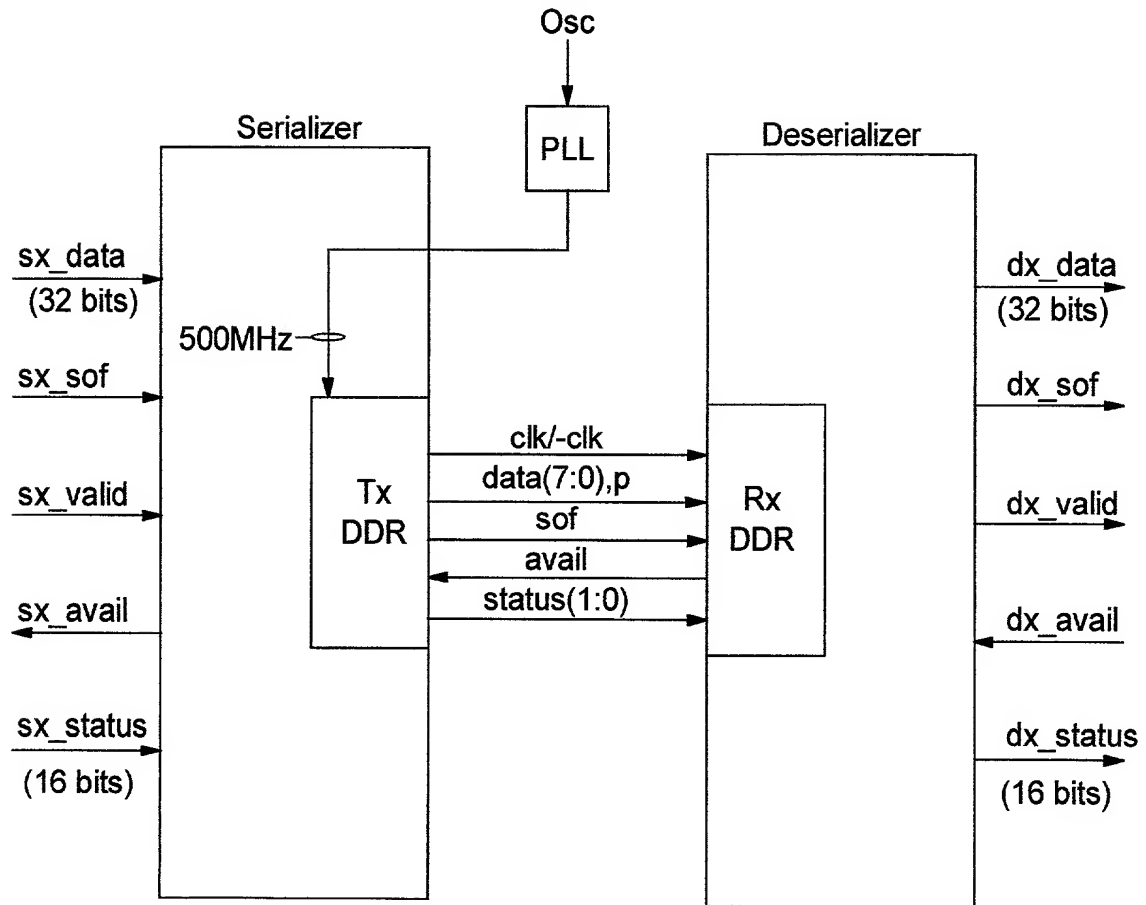 Osc
PLL
Serializer
Deserializer
sx_data
(32 bits)
500MHz
sx_sof
sx_valid
sx_avail
sx_status
(16 bits)
Tx
DDR
clk/-clk
data(7:0),p
sof
avail
status(1:0)
Rx
DDR
dx_data
(32 bits)
dx_sof
dx_valid
dx_avail
dx_status
(16 bits)